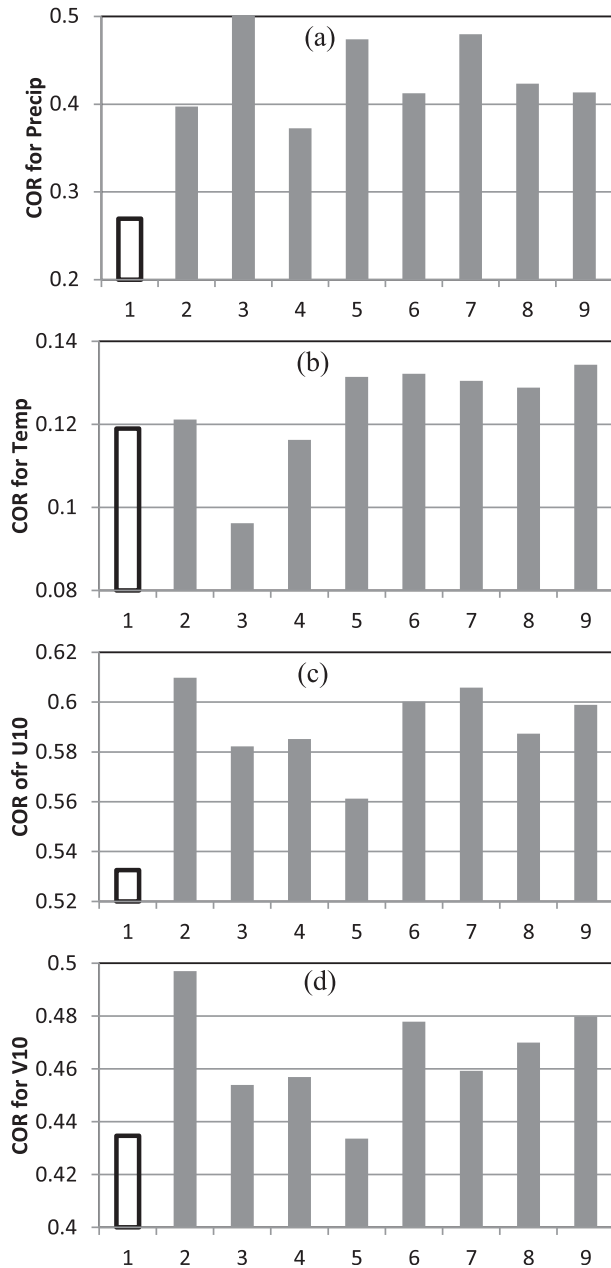 (a)
COR for Precip
0.5
0.4
0.3
0.2
1 2 3 4 5 6 7 8 9
(b)
COR for Temp
0.14
0.12
0.1
0.08
1 2 3 4 5 6 7 8 9
(c)
COR ofr U10
0.62
0.6
0.58
0.56
0.54
0.52
1 2 3 4 5 6 7 8 9
(d)
COR for V10
0.5
0.48
0.46
0.44
0.42
0.4
1 2 3 4 5 6 7 8 9